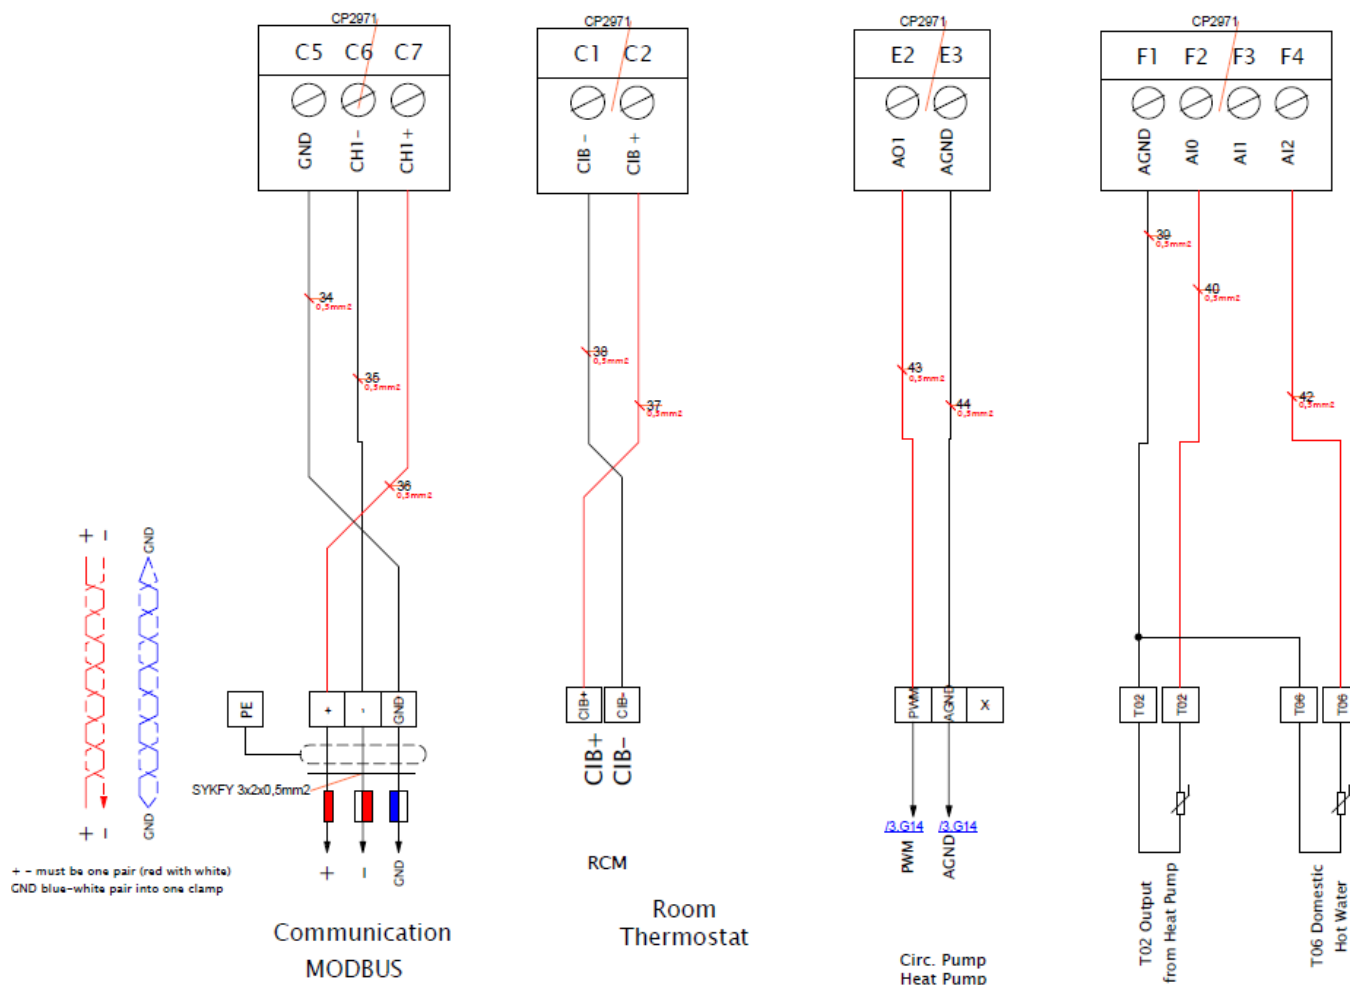 CP2971
C5 C6 C7
GND CH1- CH1+
34
0,5mm2
35
0,5mm2
36
0,5mm2
CP2971
C1 C2
CIB - CIB +
38
0,5mm2
37
0,5mm2
CP2971
E2 E3
AO1 AGND
43
0,5mm2
44
0,5mm2
CP2971
F1 F2 F3 F4
AGND AI0 AI1 AI2
39
0,5mm2
40
0,5mm2
42
0,5mm2
+ - GND
+ - GND
+ - must be one pair (red with white)
GND blue-white pair into one clamp
PE
+ - GND
SYKFY 3x2x0,5mm2
+ - GND
Communication
MODBUS
CIB+ CIB-
CIB+ CIB-
RCM
Room
Thermostat
PWM AGND X
/3.G14 /3.G14
PWM AGND
Circ. Pump
Heat Pump
T02 T02 T06 T06
T02 Output
from Heat Pump
T06 Domestic
Hot Water